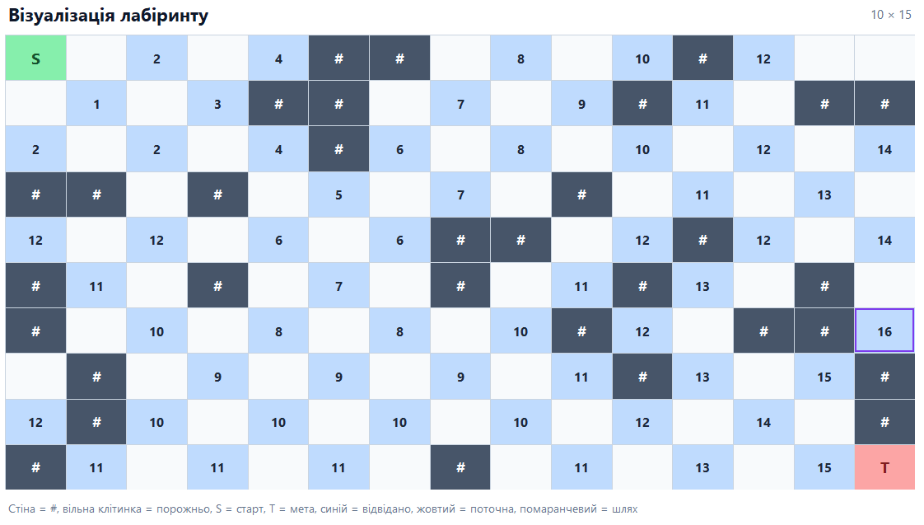 Візуалізація лабіринту 10 × 15
S 2 4 # # 8 10 # 12
1 3 # # 7 9 # 11 # #
2 2 4 # 6 8 10 12 14
# # # 5 7 # 11 13
12 12 6 6 # # 12 # 12 14
# 11 # 7 # 11 # 13 #
# 10 8 8 10 # 12 # # 16
# 9 9 9 11 # 13 15 #
12 # 10 10 10 10 12 14 #
# 11 11 11 # 11 13 15 T
Стіна = #, вільна клітинка = порожньо, S = старт, T = мета, синій = відвідано, жовтий = поточна, помаранчевий = шлях